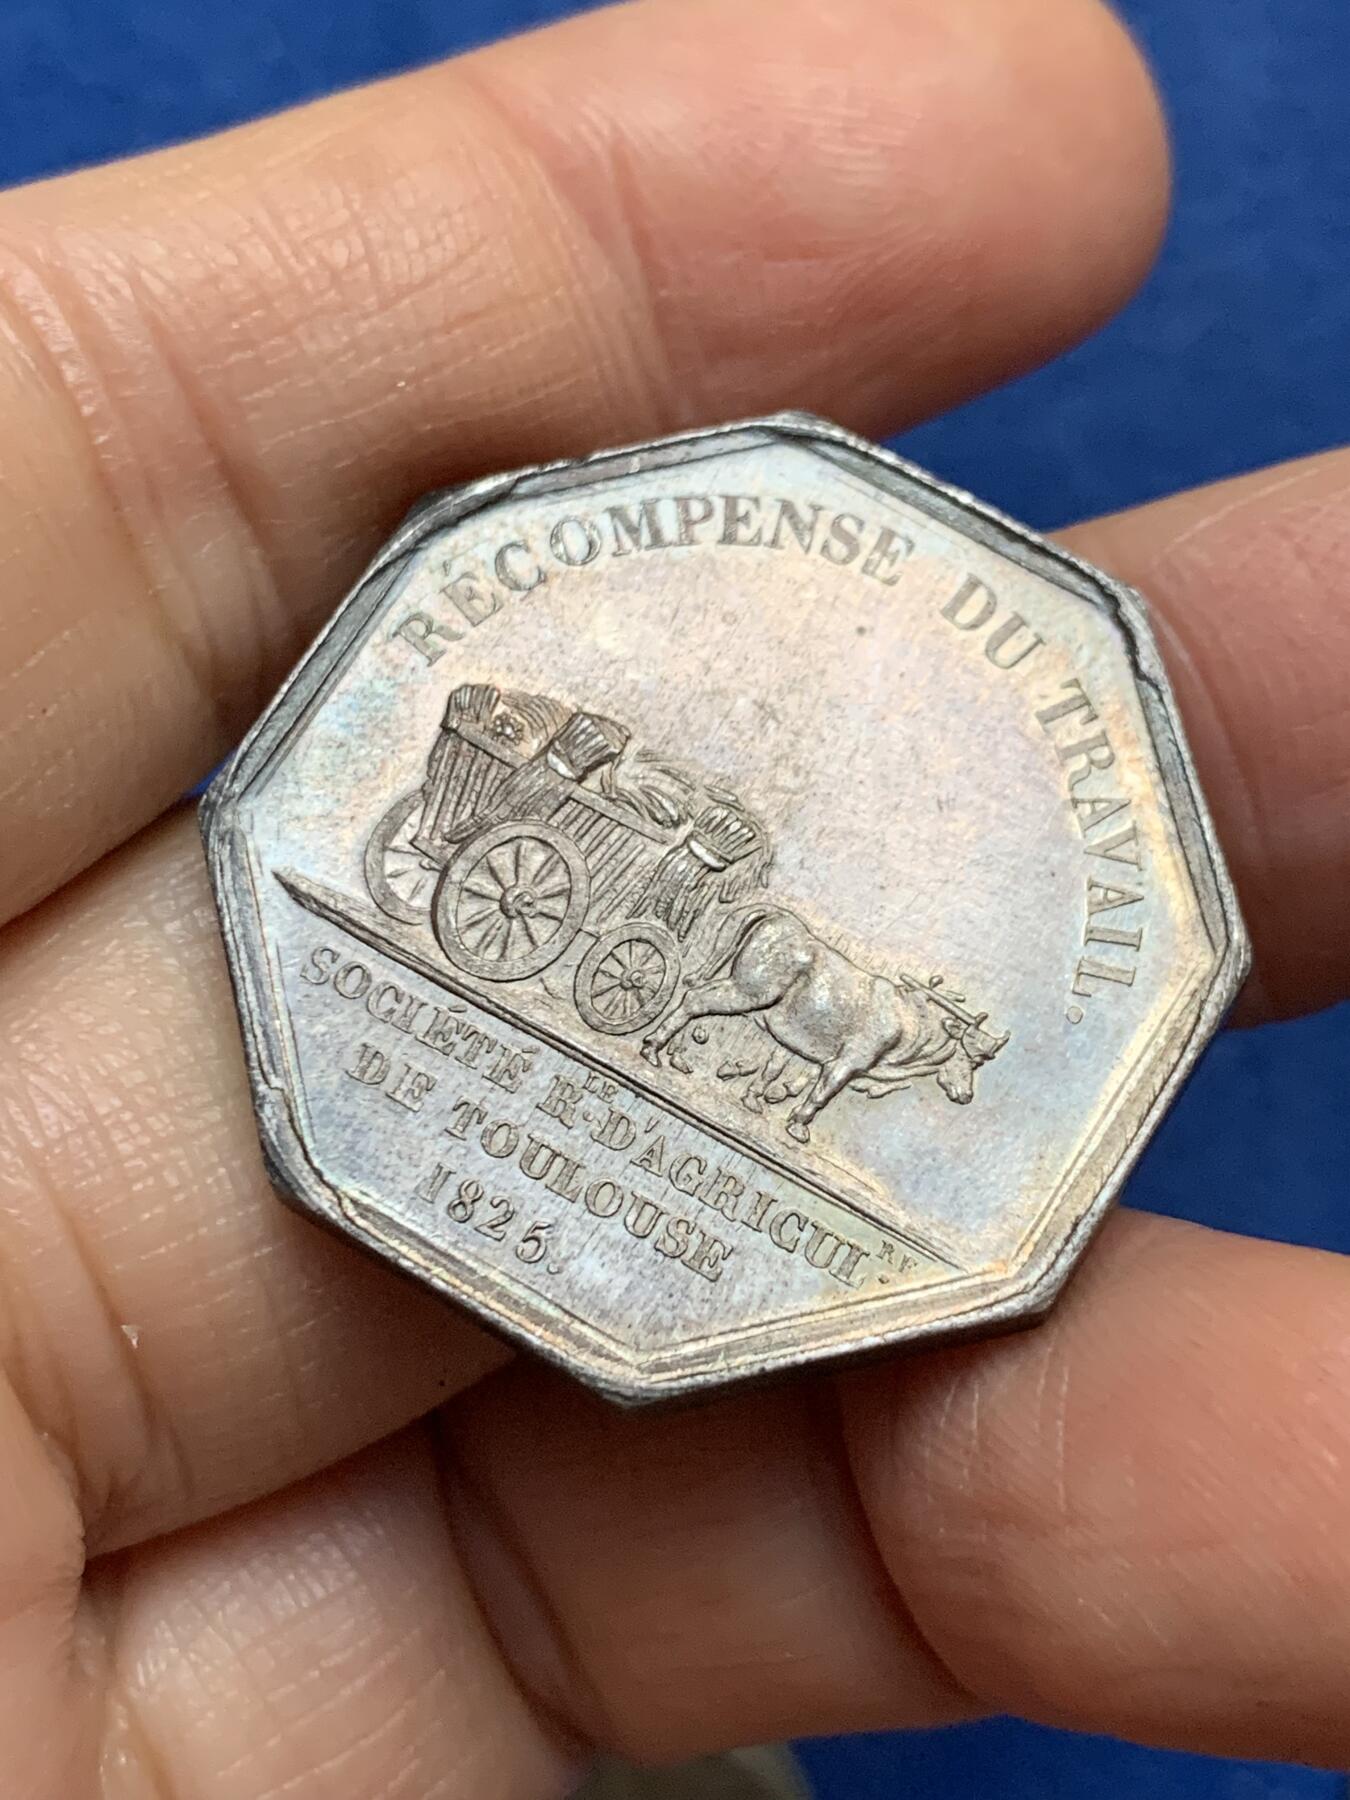 RÉCOMPENSE DU TRAVAIL.
SOCIÉTÉ R.LE D'AGRICUL.RE
DE TOULOUSE
1825.